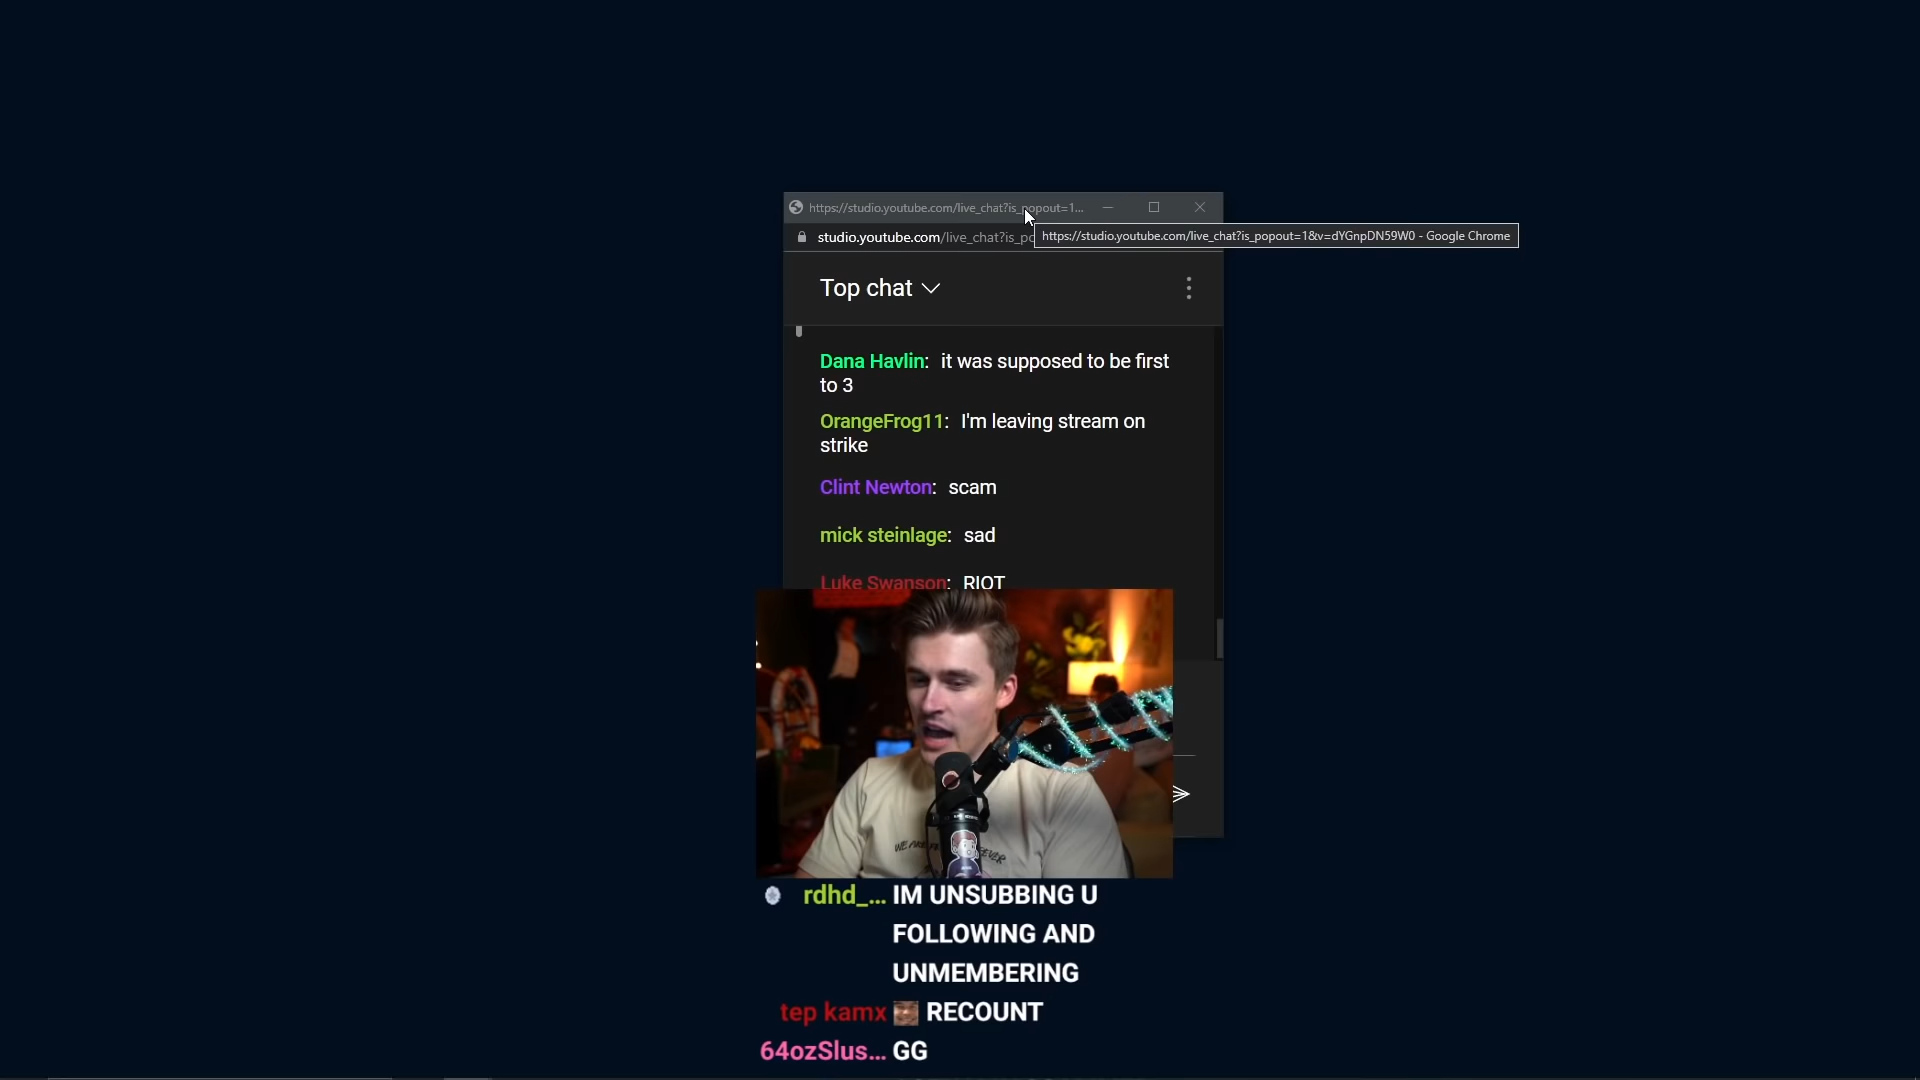 https://studio.youtube.com/live_chat?is_popout=1...
studio.youtube.com/live_chat?is_po
https://studio.youtube.com/live_chat?is_popout=1&v=dYGnpDN59W0 - Google Chrome
Top chat
Dana Havlin: it was supposed to be first
to 3
OrangeFrog11: I'm leaving stream on
strike
Clint Newton: scam
mick steinlage: sad
Luke Swanson: RIOT
WE ARE
EVER
rdhd_... IM UNSUBBING U
FOLLOWING AND
UNMEMBERING
tep kamx RECOUNT
64ozSlus... GG